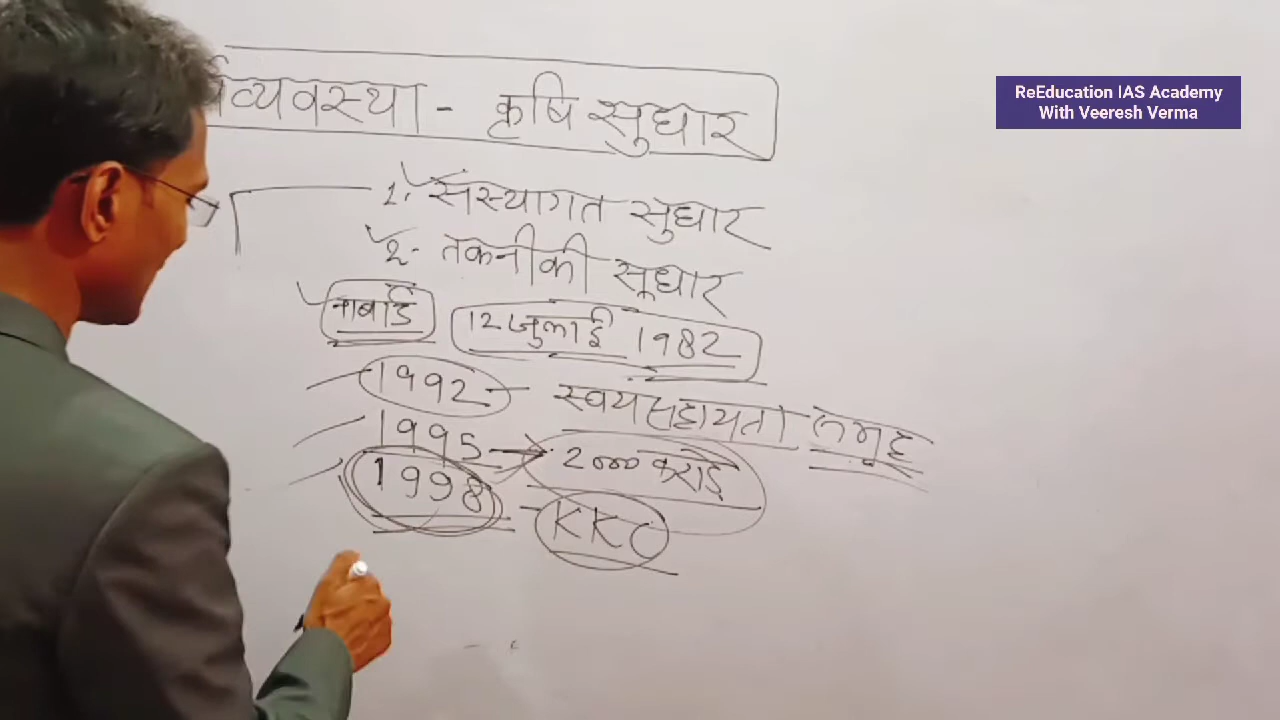 र्थव्यवस्था - कृषि सुधार
ReEducation IAS Academy
With Veeresh Verma
1. संस्थागत सुधार
2- तकनीकी सुधार
नाबार्ड 12 जुलाई 1982
1992 - स्वयं सहायता समूह
1995 → 2000 करोड़
1998 - KKC